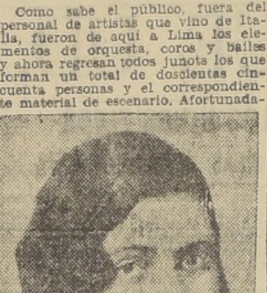 Como sabe el público, fuera del
personal de artistas que vino de Ita-
lia, fueron de aquí a Lima los ele-
mentos de orquesta, coros y bailes
y ahora regresan todos junots los que
forman un total de doscientas cin-
cuenta personas y el correspondien-
te material de escenario. Afortunada-